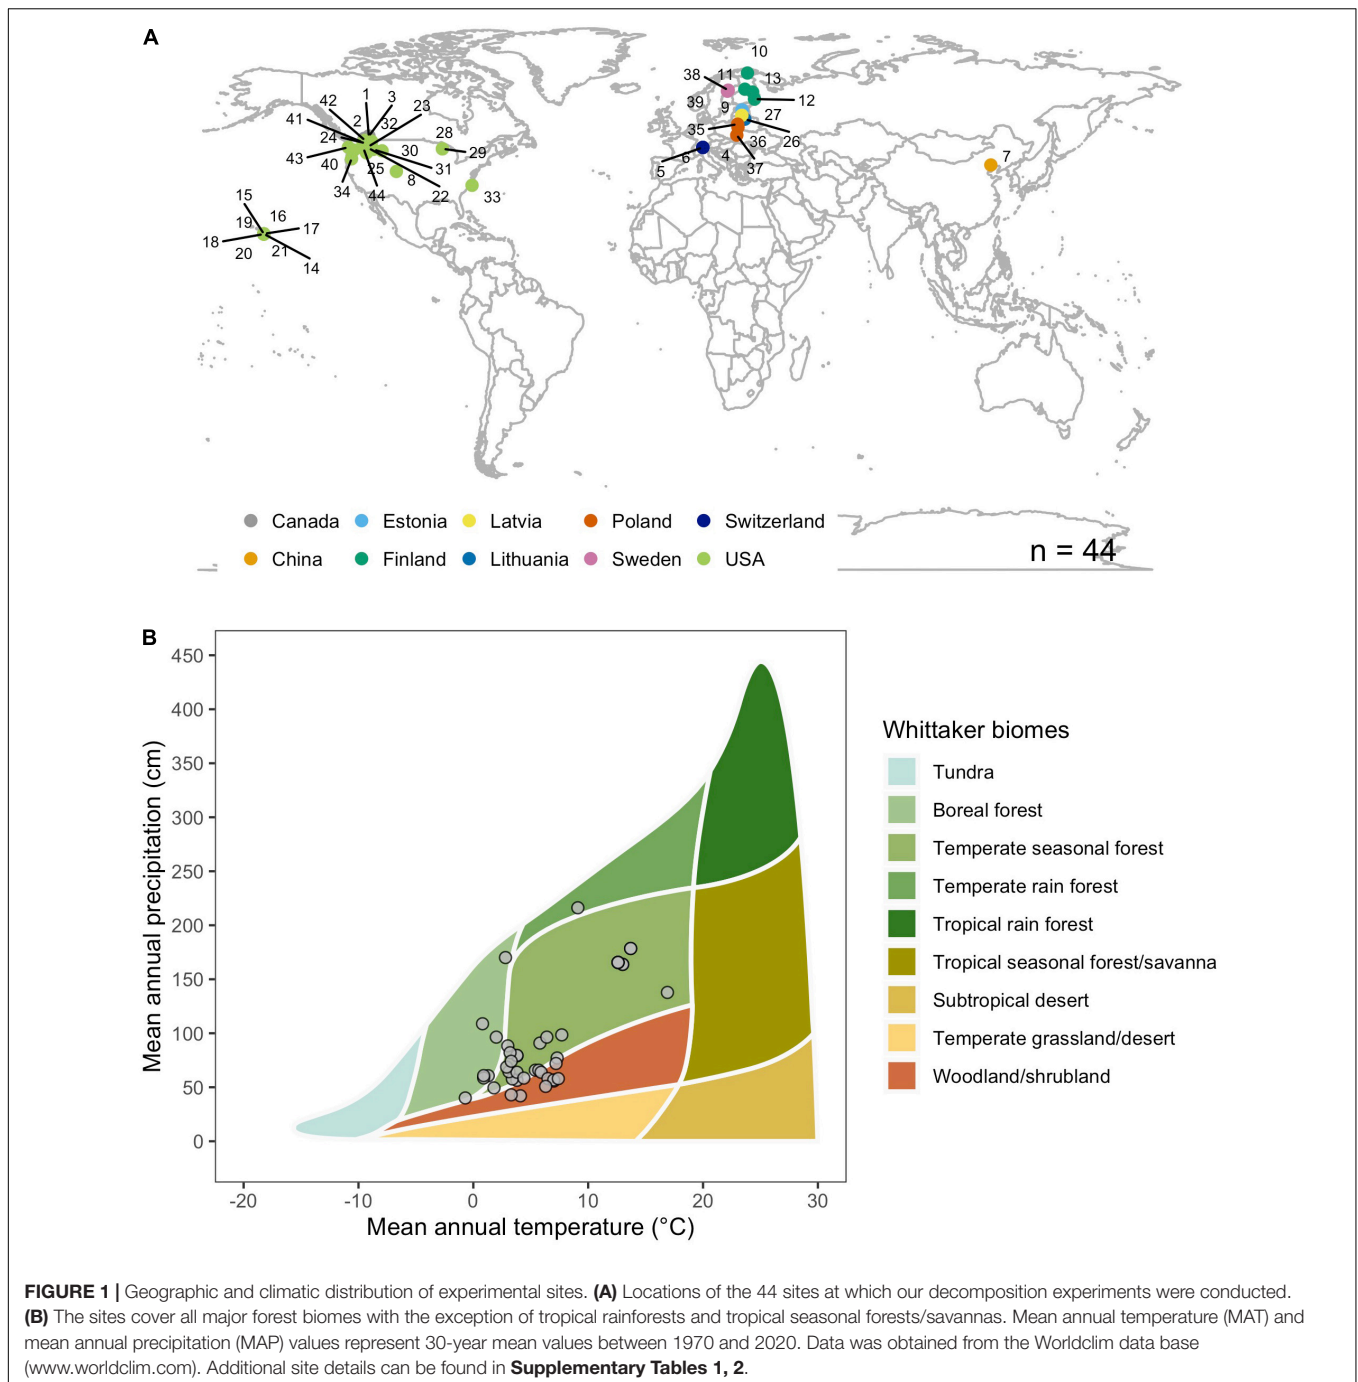 A
10
38
11
13
12
39
9
27
35
26
36
6
4
37
5
7
42
1
3
23
41
2
32
28
24
30
29
43
31
40
25
8
34
44
22
33
15
16
19
17
18
20
21
14
Canada
Estonia
Latvia
Poland
Switzerland
China
Finland
Lithuania
Sweden
USA
n = 44
B
Mean annual precipitation (cm)
450
400
350
300
250
200
150
100
50
0
-20
-10
0
10
20
30
Mean annual temperature (°C)
Whittaker biomes
Tundra
Boreal forest
Temperate seasonal forest
Temperate rain forest
Tropical rain forest
Tropical seasonal forest/savanna
Subtropical desert
Temperate grassland/desert
Woodland/shrubland
FIGURE 1 | Geographic and climatic distribution of experimental sites. (A) Locations of the 44 sites at which our decomposition experiments were conducted.
(B) The sites cover all major forest biomes with the exception of tropical rainforests and tropical seasonal forests/savannas. Mean annual temperature (MAT) and
mean annual precipitation (MAP) values represent 30-year mean values between 1970 and 2020. Data was obtained from the Worldclim data base
(www.worldclim.com). Additional site details can be found in Supplementary Tables 1, 2.